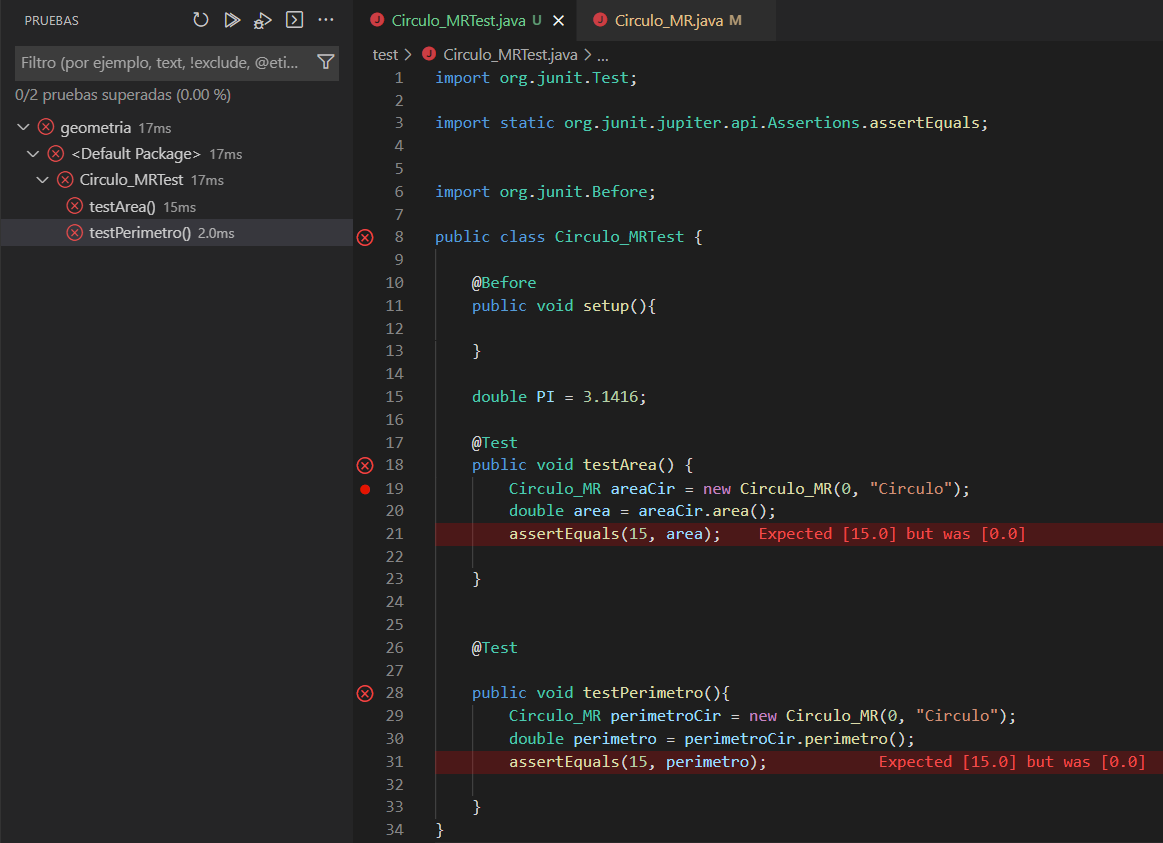 PRUEBAS
Filtro (por ejemplo, text, !exclude, @eti...
0/2 pruebas superadas (0.00 %)
geometria 17ms
<Default Package> 17ms
Circulo_MRTest 17ms
testArea() 15ms
testPerimetro() 2.0ms
J Circulo_MRTest.java U
J Circulo_MR.java M
test > J Circulo_MRTest.java > ...
1 import org.junit.Test;
2
3 import static org.junit.jupiter.api.Assertions.assertEquals;
4
5
6 import org.junit.Before;
7
8 public class Circulo_MRTest {
9
10 @Before
11 public void setup(){
12
13 }
14
15 double PI = 3.1416;
16
17 @Test
18 public void testArea() {
19 Circulo_MR areaCir = new Circulo_MR(0, "Circulo");
20 double area = areaCir.area();
21 assertEquals(15, area); Expected [15.0] but was [0.0]
22
23 }
24
25
26 @Test
27
28 public void testPerimetro(){
29 Circulo_MR perimetroCir = new Circulo_MR(0, "Circulo");
30 double perimetro = perimetroCir.perimetro();
31 assertEquals(15, perimetro); Expected [15.0] but was [0.0]
32
33 }
34 }